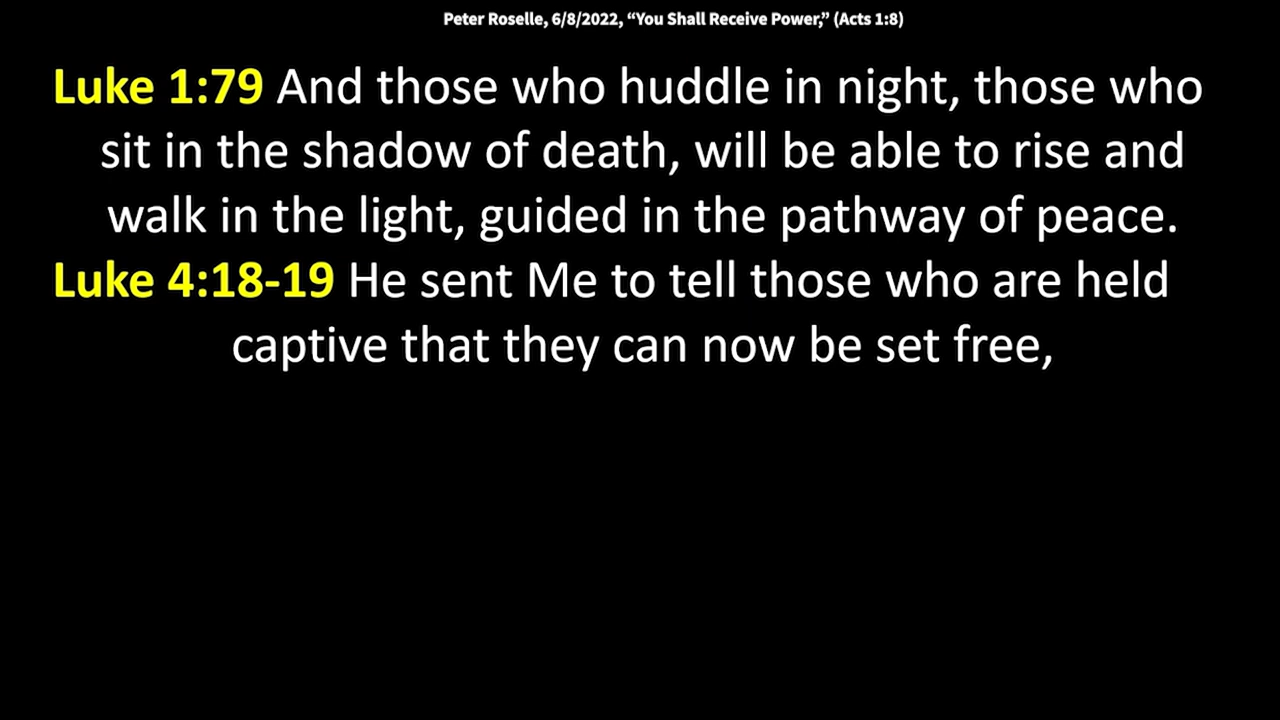 Peter Roselle, 6/8/2022, “You Shall Receive Power,” (Acts 1:8)
Luke 1:79 And those who huddle in night, those who
sit in the shadow of death, will be able to rise and
walk in the light, guided in the pathway of peace.
Luke 4:18-19 He sent Me to tell those who are held
captive that they can now be set free,